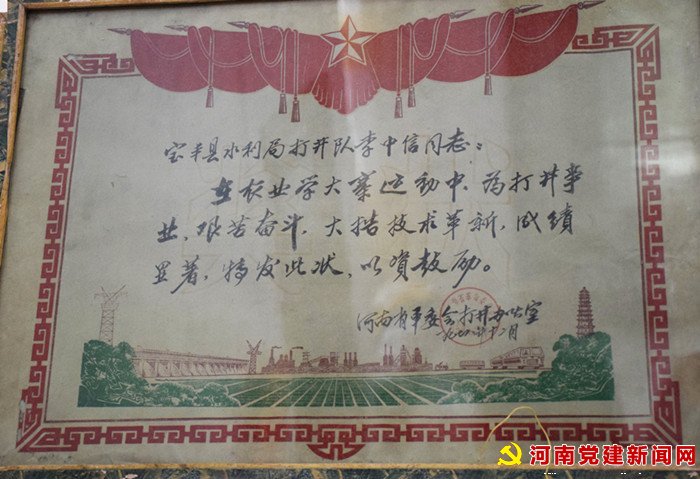 宝丰县水利局打井队李中信同志：
在农业学大寨运动中，为打井事
业，艰苦奋斗，大搞技术革新，成绩
显著，特发此状，以资鼓励。
河南省革委会打井办公室
十二月
河南党建新闻网